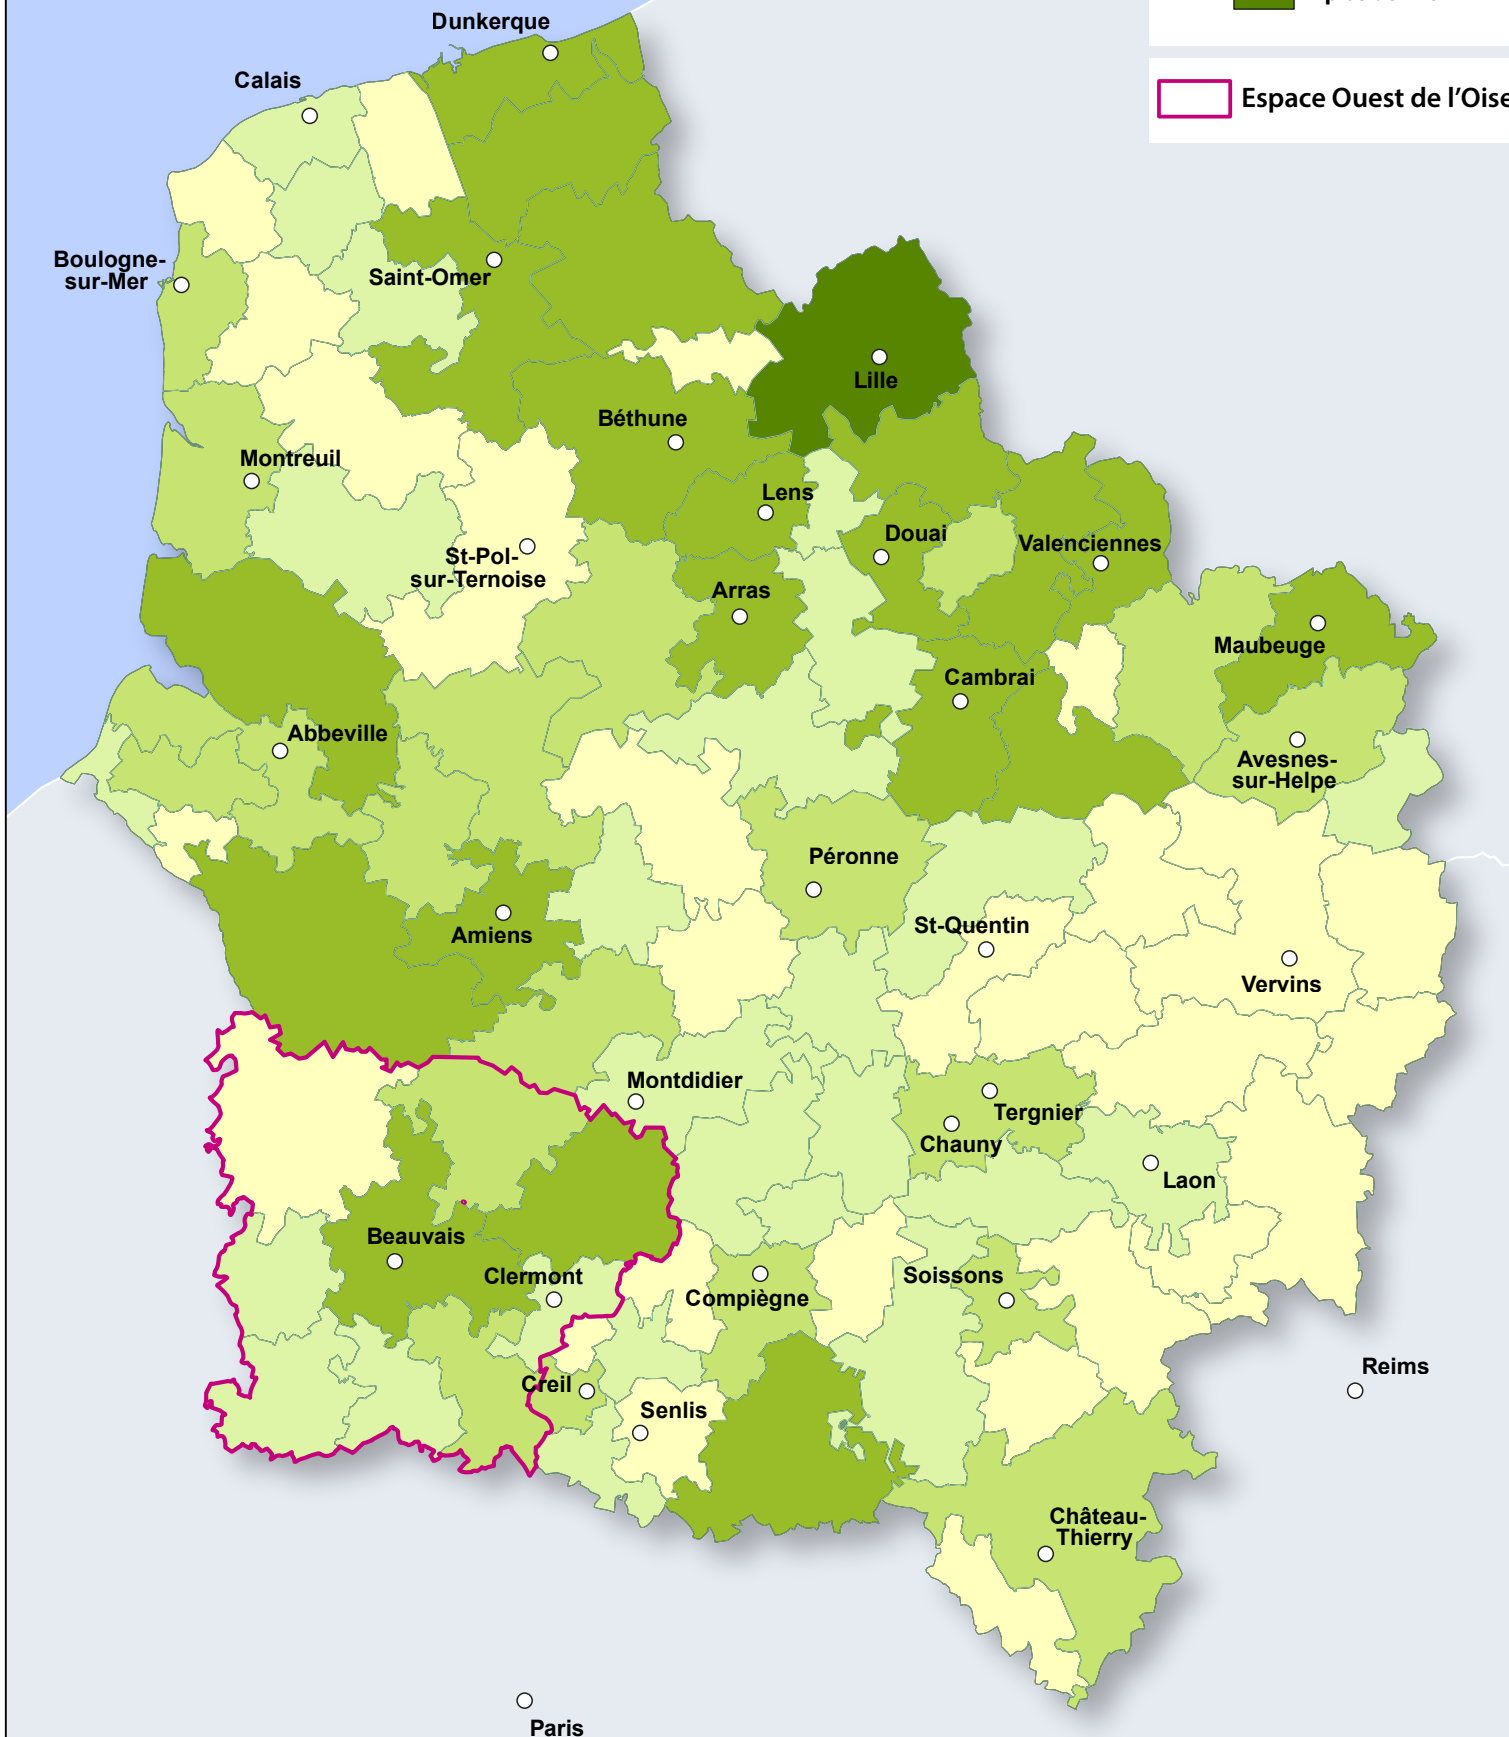 Dunkerque
Espace Ouest de l'Oise
Calais
Boulogne-
sur-Mer
Saint-Omer
Lille
Béthune
Montreuil
Lens
Douai
Valenciennes
St-Pol-
sur-Ternoise
Arras
Maubeuge
Cambrai
Abbeville
Avesnes-
sur-Helpe
Péronne
St-Quentin
Amiens
Vervins
Montdidier
Tergnier
Chauny
Laon
Beauvais
Clermont
Soissons
Compiègne
Reims
Creil
Senlis
Château-
Thierry
Paris